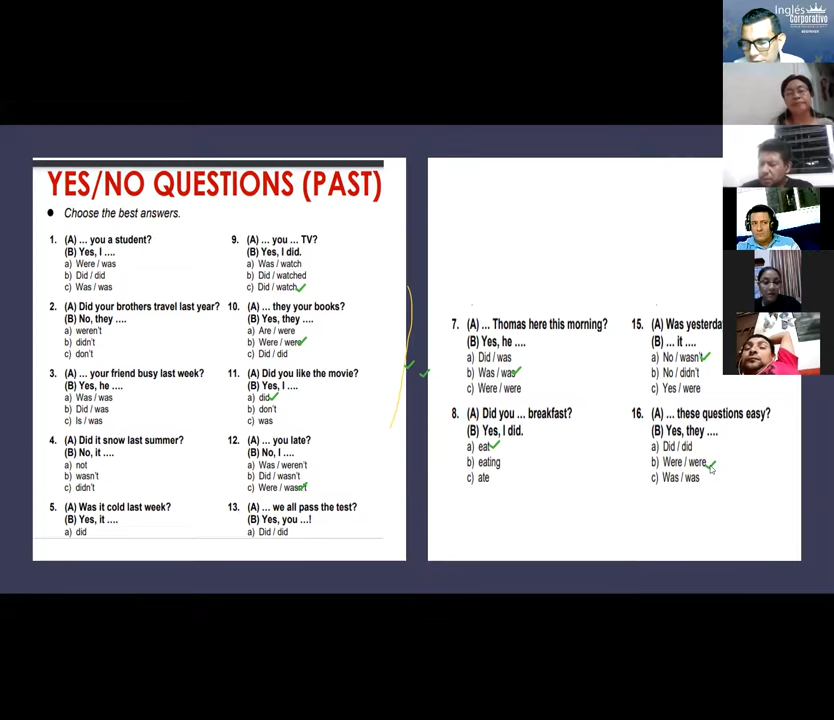 Inglés
Corporativo
BEGINNER
YES/NO QUESTIONS (PAST)
Choose the best answers.
1. (A) ... you a student?
(B) Yes, I ....
a) Were / was
b) Did / did
c) Was / was
2. (A) Did your brothers travel last year?
(B) No, they ....
a) weren't
b) didn't
c) don't
3. (A) ... your friend busy last week?
(B) Yes, he ....
a) Was / was
b) Did / was
c) Is / was
4. (A) Did it snow last summer?
(B) No, it ....
a) not
b) wasn't
c) didn't
5. (A) Was it cold last week?
(B) Yes, it ....
a) did
9. (A) ... you ... TV?
(B) Yes, I did.
a) Was / watch
b) Did / watched
c) Did / watch
10. (A) ... they your books?
(B) Yes, they ....
a) Are / were
b) Were / were
c) Did / did
11. (A) Did you like the movie?
(B) Yes, I ....
a) did
b) don't
c) was
12. (A) ... you late?
(B) No, I ....
a) Was / weren't
b) Did / wasn't
c) Were / wasn't
13. (A) ... we all pass the test?
(B) Yes, you ...!
a) Did / did
7. (A) ... Thomas here this morning?
(B) Yes, he ....
a) Did / was
b) Was / was
c) Were / were
8. (A) Did you ... breakfast?
(B) Yes, I did.
a) eat
b) eating
c) ate
15. (A) Was yesterda
(B) ... it ....
a) No / wasn't
b) No / didn't
c) Yes / were
16. (A) ... these questions easy?
(B) Yes, they ....
a) Did / did
b) Were / were
c) Was / was